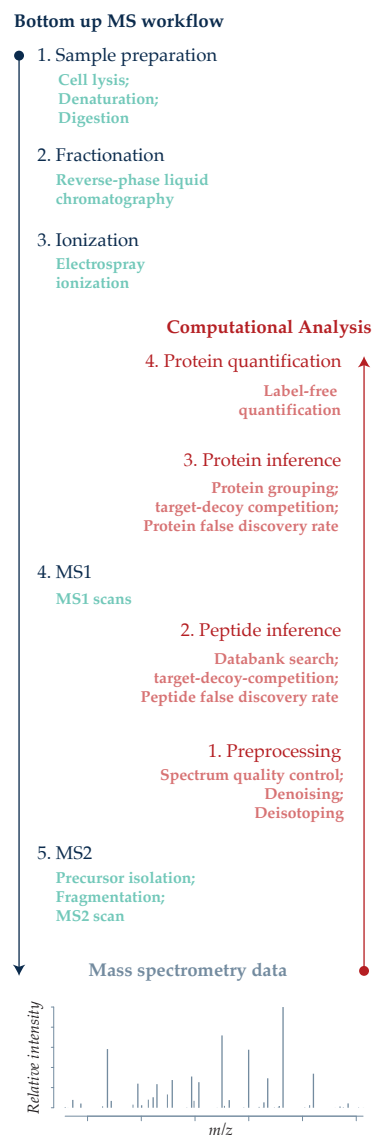 Bottom up MS workflow
1. Sample preparation
Cell lysis;
Denaturation;
Digestion
2. Fractionation
Reverse-phase liquid
chromatography
3. Ionization
Electrospray
ionization
Computational Analysis
4. Protein quantification
Label-free
quantification
3. Protein inference
Protein grouping;
target-decoy competition;
Protein false discovery rate
4. MS1
MS1 scans
2. Peptide inference
Databank search;
target-decoy-competition;
Peptide false discovery rate
1. Preprocessing
Spectrum quality control;
Denoising;
Deisotoping
5. MS2
Precursor isolation;
Fragmentation;
MS2 scan
Mass spectrometry data
Relative intensity
m/z